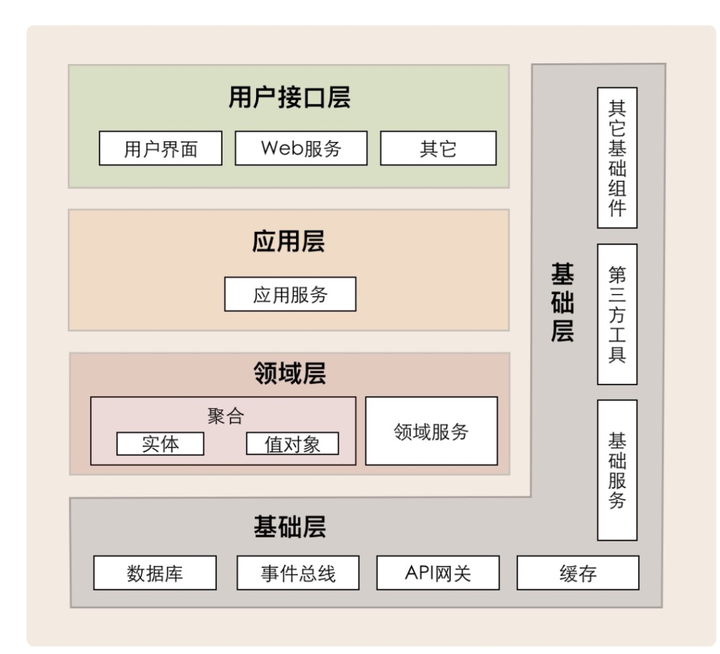 用户接口层
用户界面
Web服务
其它
应用层
应用服务
领域层
聚合
实体
值对象
领域服务
基础层
其它基础组件
第三方工具
基础服务
基础层
数据库
事件总线
API网关
缓存